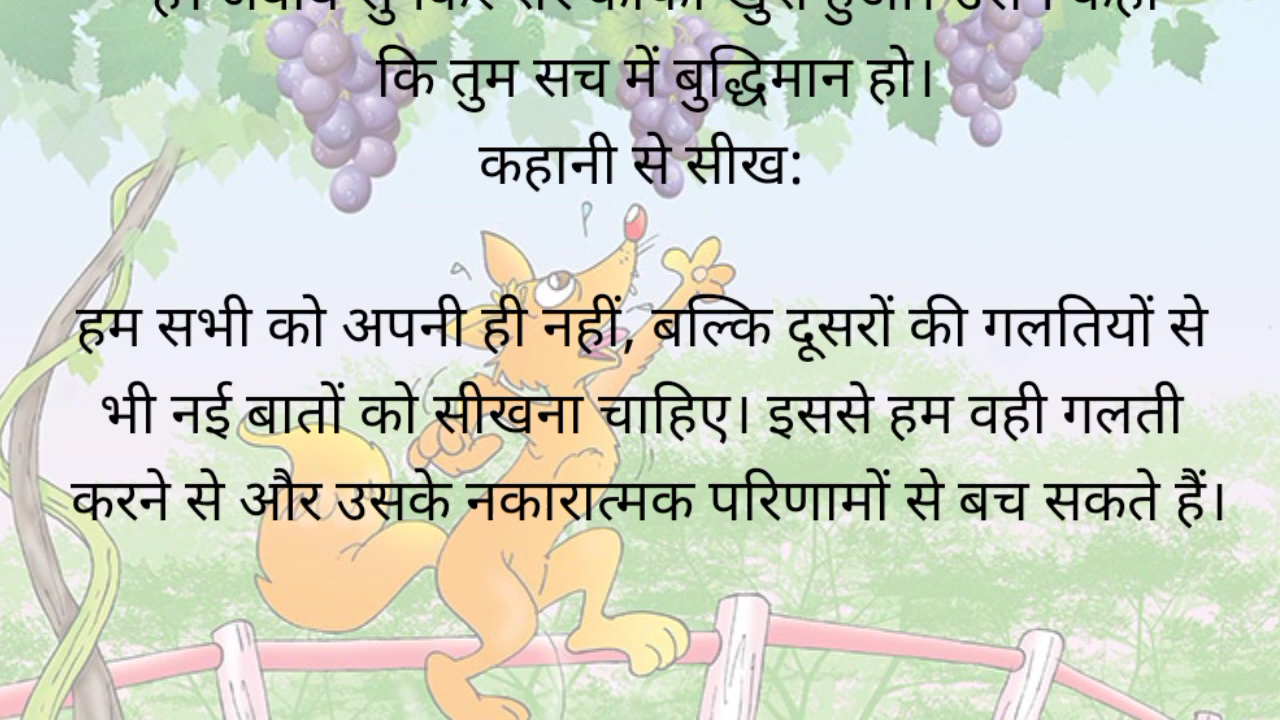 कि तुम सच में बुद्धिमान हो।
कहानी से सीख:
हम सभी को अपनी ही नहीं, बल्कि दूसरों की गलतियों से
भी नई बातों को सीखना चाहिए। इससे हम वही गलती
करने से और उसके नकारात्मक परिणामों से बच सकते हैं।